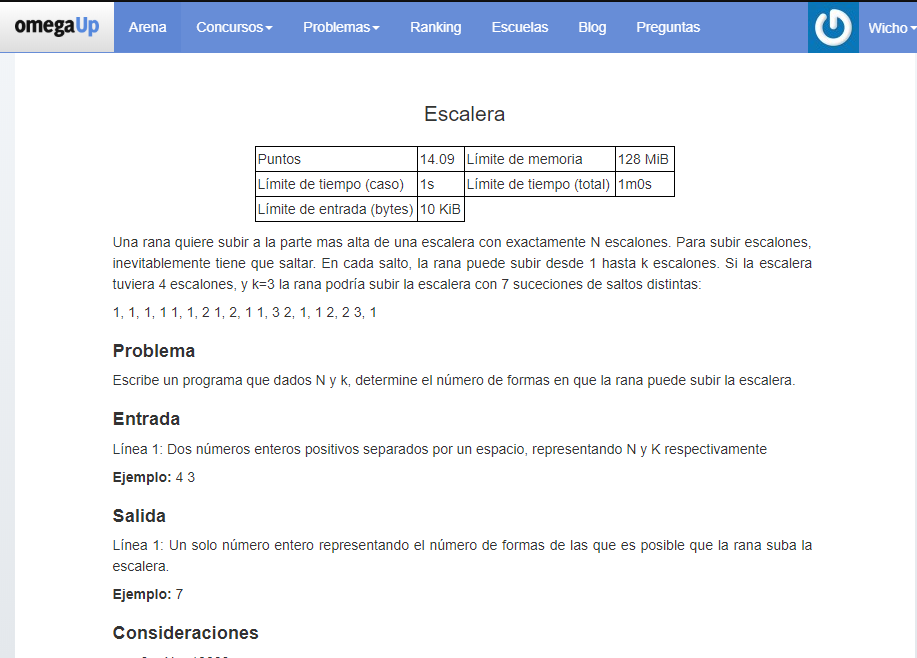 omegaUp Arena Concursos Problemas Ranking Escuelas Blog Preguntas Wicho
Escalera
Puntos 14.09 Límite de memoria 128 MiB
Límite de tiempo (caso) 1s Límite de tiempo (total) 1m0s
Límite de entrada (bytes) 10 KiB
Una rana quiere subir a la parte mas alta de una escalera con exactamente N escalones. Para subir escalones,
inevitablemente tiene que saltar. En cada salto, la rana puede subir desde 1 hasta k escalones. Si la escalera
tuviera 4 escalones, y k=3 la rana podría subir la escalera con 7 suceciones de saltos distintas:
1, 1, 1, 1 1, 1, 2 1, 2, 1 1, 3 2, 1, 1 2, 2 3, 1
Problema
Escribe un programa que dados N y k, determine el número de formas en que la rana puede subir la escalera.
Entrada
Línea 1: Dos números enteros positivos separados por un espacio, representando N y K respectivamente
Ejemplo: 4 3
Salida
Línea 1: Un solo número entero representando el número de formas de las que es posible que la rana suba la
escalera.
Ejemplo: 7
Consideraciones